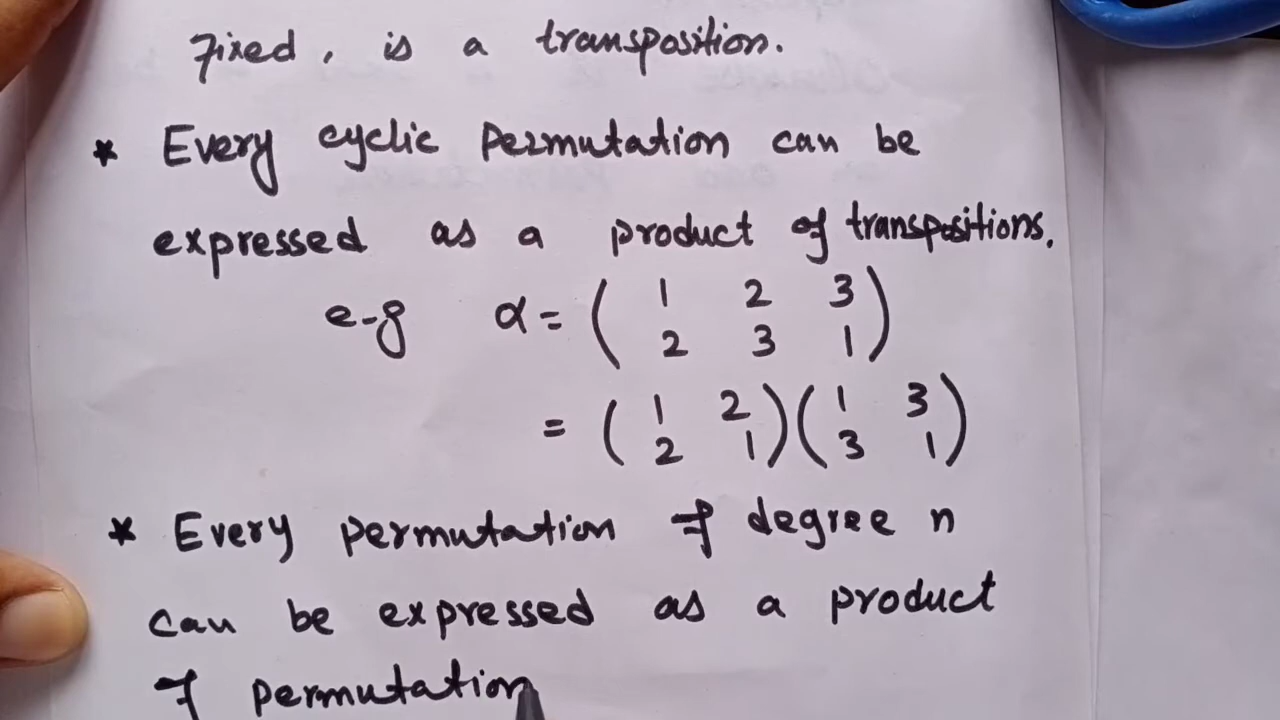 fixed, is a transposition.
* Every cyclic permutation can be
expressed as a product of transpositions.
e-g α = ( 1 2 3 )
( 2 3 1 )
= ( 1 2 ) ( 1 3 )
( 2 1 ) ( 3 1 )
* Every permutation of degree n
can be expressed as a product
of permutation